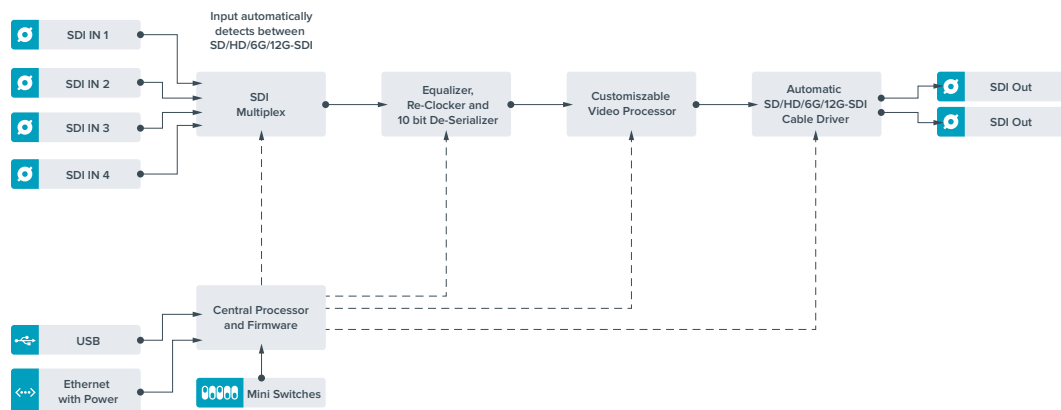 Input automatically
detects between
SD/HD/6G/12G-SDI
SDI IN 1
SDI IN 2
SDI IN 3
SDI IN 4
SDI
Multiplex
Equalizer,
Re-Clocker and
10 bit De-Serializer
Customiszable
Video Processor
Automatic
SD/HD/6G/12G-SDI
Cable Driver
SDI Out
SDI Out
Central Processor
and Firmware
USB
Ethernet
with Power
Mini Switches